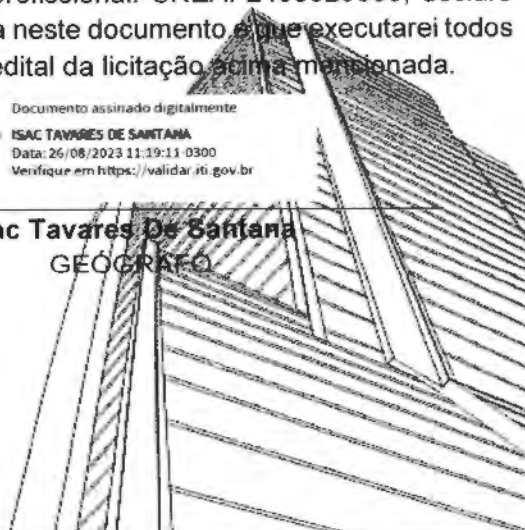 a neste documento e que executarei todos
edital da licitação acima mencionada.
Documento assinado digitalmente
ISAC TAVARES DE SANTANA
Data: 26/08/2023 11:19:11-0300
Verifique em https://validar.iti.gov.br
ac Tavares De Santana
GEÓGRAFO